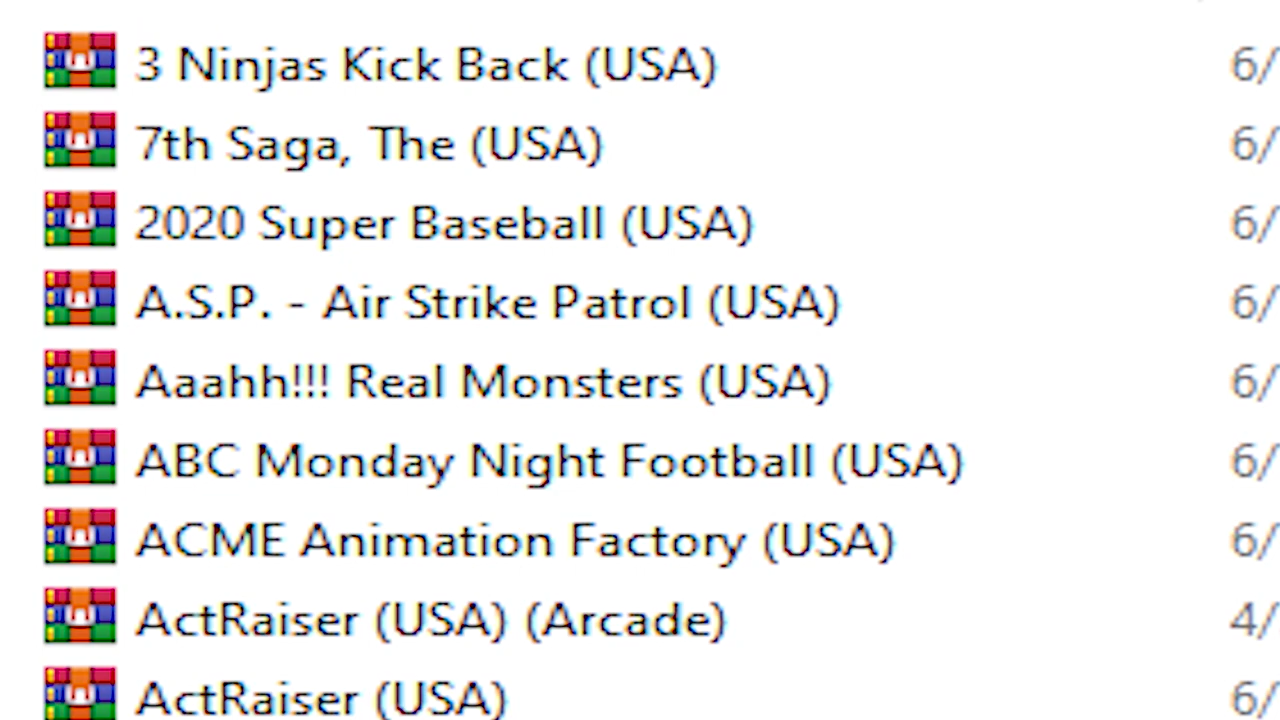 3 Ninjas Kick Back (USA) 6/
7th Saga, The (USA) 6/
2020 Super Baseball (USA) 6/
A.S.P. - Air Strike Patrol (USA) 6/
Aaahh!!! Real Monsters (USA) 6/
ABC Monday Night Football (USA) 6/
ACME Animation Factory (USA) 6/
ActRaiser (USA) (Arcade) 4/
ActRaiser (USA) 6/